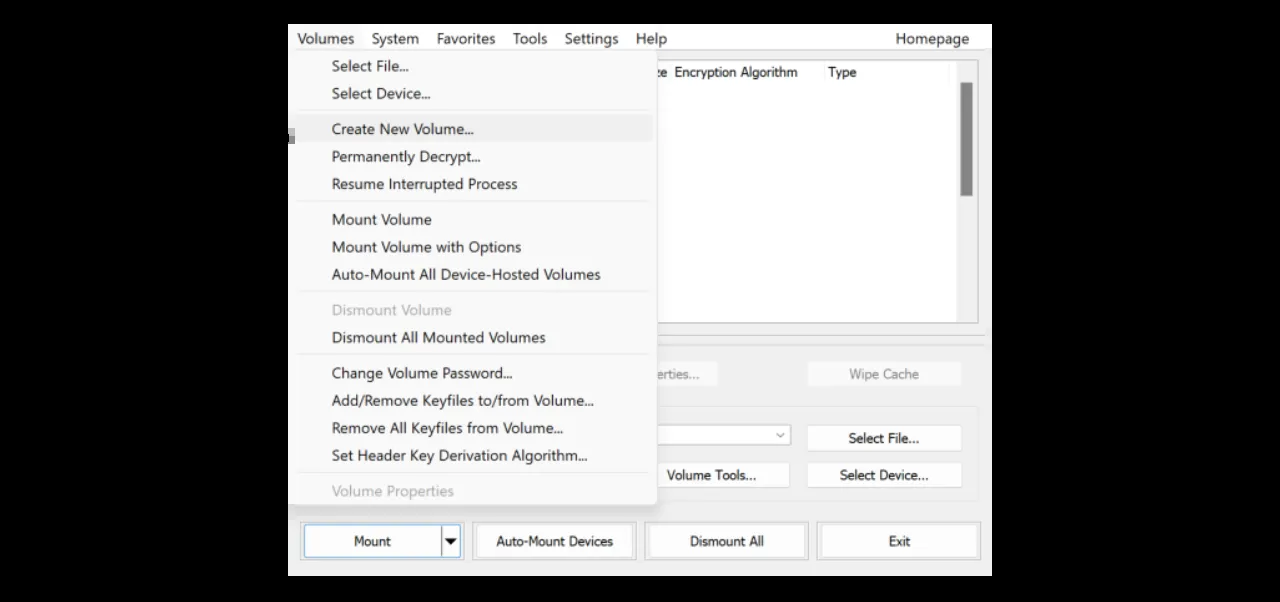 Volumes System Favorites Tools Settings Help Homepage
Select File...
Select Device...
Create New Volume...
Permanently Decrypt...
Resume Interrupted Process
Mount Volume
Mount Volume with Options
Auto-Mount All Device-Hosted Volumes
Dismount Volume
Dismount All Mounted Volumes
Change Volume Password...
Add/Remove Keyfiles to/from Volume...
Remove All Keyfiles from Volume...
Set Header Key Derivation Algorithm...
Volume Properties
Encryption Algorithm Type
Wipe Cache
Select File...
Volume Tools... Select Device...
Mount Auto-Mount Devices Dismount All Exit